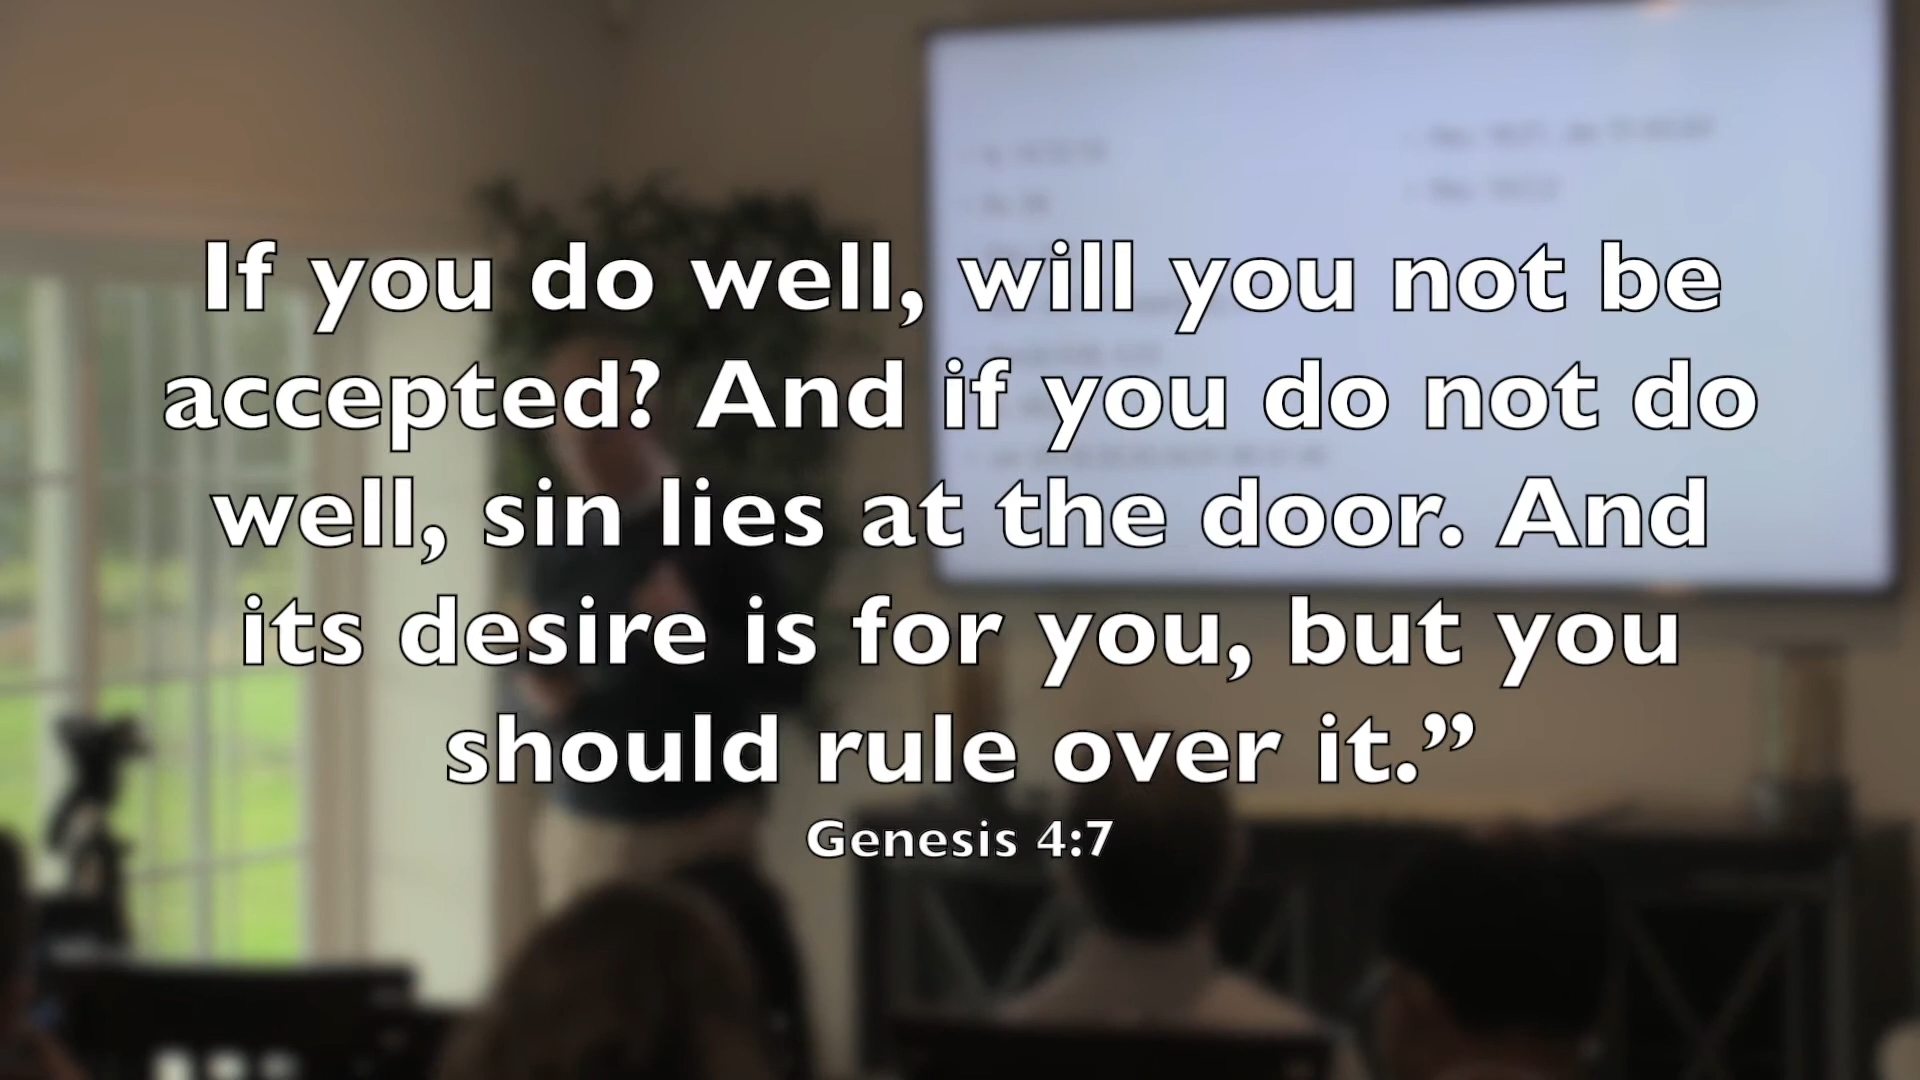 If you do well, will you not be
accepted? And if you do not do
well, sin lies at the door. And
its desire is for you, but you
should rule over it.”
Genesis 4:7